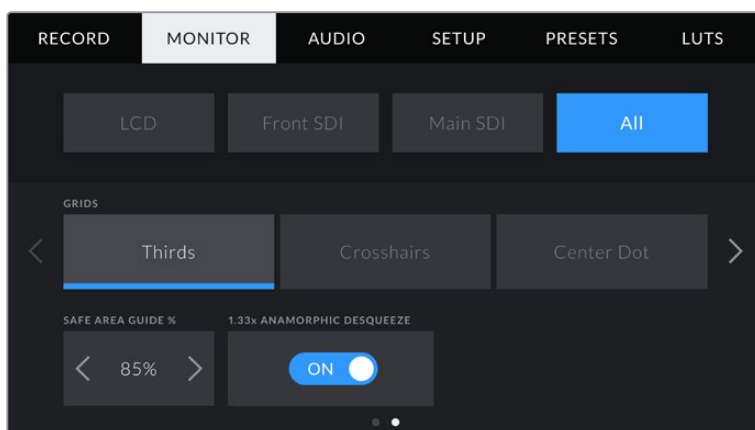 RECORD MONITOR AUDIO SETUP PRESETS LUTS
LCD Front SDI Main SDI All
GRIDS
Thirds Crosshairs Center Dot
SAFE AREA GUIDE % 1.33x ANAMORPHIC DESQUEEZE
85% ON